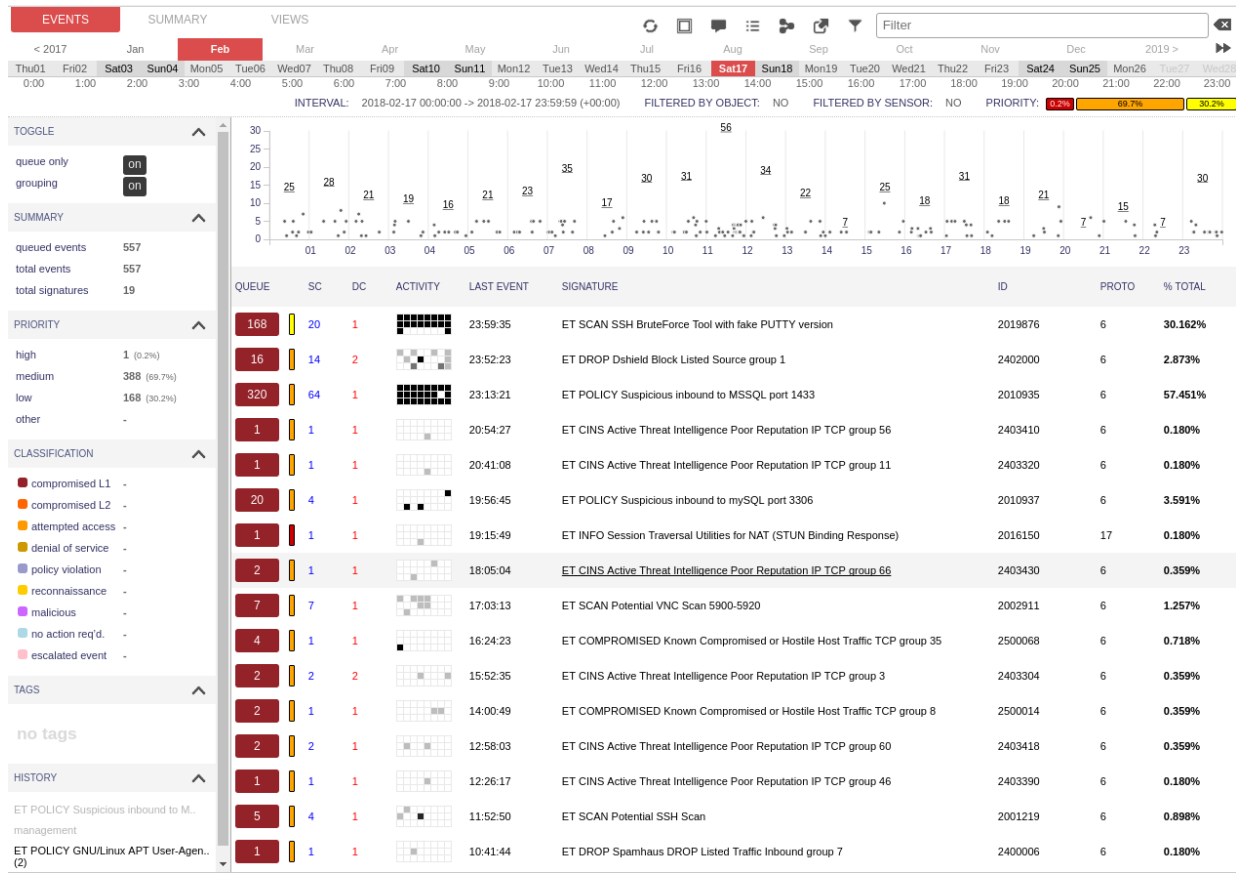 EVENTS SUMMARY VIEWS
Filter
< 2017 Jan Feb Mar Apr May Jun Jul Aug Sep Oct Nov Dec 2019 >
Thu01 Fri02 Sat03 Sun04 Mon05 Tue06 Wed07 Thu08 Fri09 Sat10 Sun11 Mon12 Tue13 Wed14 Thu15 Fri16 Sat17 Sun18 Mon19 Tue20 Wed21 Thu22 Fri23 Sat24 Sun25 Mon26 Tue27 Wed28
0:00 1:00 2:00 3:00 4:00 5:00 6:00 7:00 8:00 9:00 10:00 11:00 12:00 13:00 14:00 15:00 16:00 17:00 18:00 19:00 20:00 21:00 22:00 23:00
INTERVAL: 2018-02-17 00:00:00 -> 2018-02-17 23:59:59 (+00:00) FILTERED BY OBJECT: NO FILTERED BY SENSOR: NO PRIORITY: 0.2% 69.7% 30.2%
TOGGLE
queue only on
grouping on
SUMMARY
queued events 557
total events 557
total signatures 19
PRIORITY
high 1 (0.2%)
medium 388 (69.7%)
low 168 (30.2%)
other -
CLASSIFICATION
compromised L1 -
compromised L2 -
attempted access -
denial of service -
policy violation -
reconnaissance -
malicious -
no action req'd. -
escalated event -
TAGS
no tags
HISTORY
ET POLICY Suspicious inbound to M..
management
ET POLICY GNU/Linux APT User-Agen..
(2)
30
25
20
15
10
5
0
25 28 21 19 16 21 23 35 17 30 31 56 34 22 7 25 18 31 18 21 7 15 7 30
01 02 03 04 05 06 07 08 09 10 11 12 13 14 15 16 17 18 19 20 21 22 23
QUEUE SC DC ACTIVITY LAST EVENT SIGNATURE ID PROTO % TOTAL
168 20 1 23:59:35 ET SCAN SSH BruteForce Tool with fake PUTTY version 2019876 6 30.162%
16 14 2 23:52:23 ET DROP Dshield Block Listed Source group 1 2402000 6 2.873%
320 64 1 23:13:21 ET POLICY Suspicious inbound to MSSQL port 1433 2010935 6 57.451%
1 1 1 20:54:27 ET CINS Active Threat Intelligence Poor Reputation IP TCP group 56 2403410 6 0.180%
1 1 1 20:41:08 ET CINS Active Threat Intelligence Poor Reputation IP TCP group 11 2403320 6 0.180%
20 4 1 19:56:45 ET POLICY Suspicious inbound to mySQL port 3306 2010937 6 3.591%
1 1 1 19:15:49 ET INFO Session Traversal Utilities for NAT (STUN Binding Response) 2016150 17 0.180%
2 1 1 18:05:04 ET CINS Active Threat Intelligence Poor Reputation IP TCP group 66 2403430 6 0.359%
7 7 1 17:03:13 ET SCAN Potential VNC Scan 5900-5920 2002911 6 1.257%
4 1 1 16:24:23 ET COMPROMISED Known Compromised or Hostile Host Traffic TCP group 35 2500068 6 0.718%
2 2 2 15:52:35 ET CINS Active Threat Intelligence Poor Reputation IP TCP group 3 2403304 6 0.359%
2 1 1 14:00:49 ET COMPROMISED Known Compromised or Hostile Host Traffic TCP group 8 2500014 6 0.359%
2 2 1 12:58:03 ET CINS Active Threat Intelligence Poor Reputation IP TCP group 60 2403418 6 0.359%
1 1 1 12:26:17 ET CINS Active Threat Intelligence Poor Reputation IP TCP group 46 2403390 6 0.180%
5 4 1 11:52:50 ET SCAN Potential SSH Scan 2001219 6 0.898%
1 1 1 10:41:44 ET DROP Spamhaus DROP Listed Traffic Inbound group 7 2400006 6 0.180%